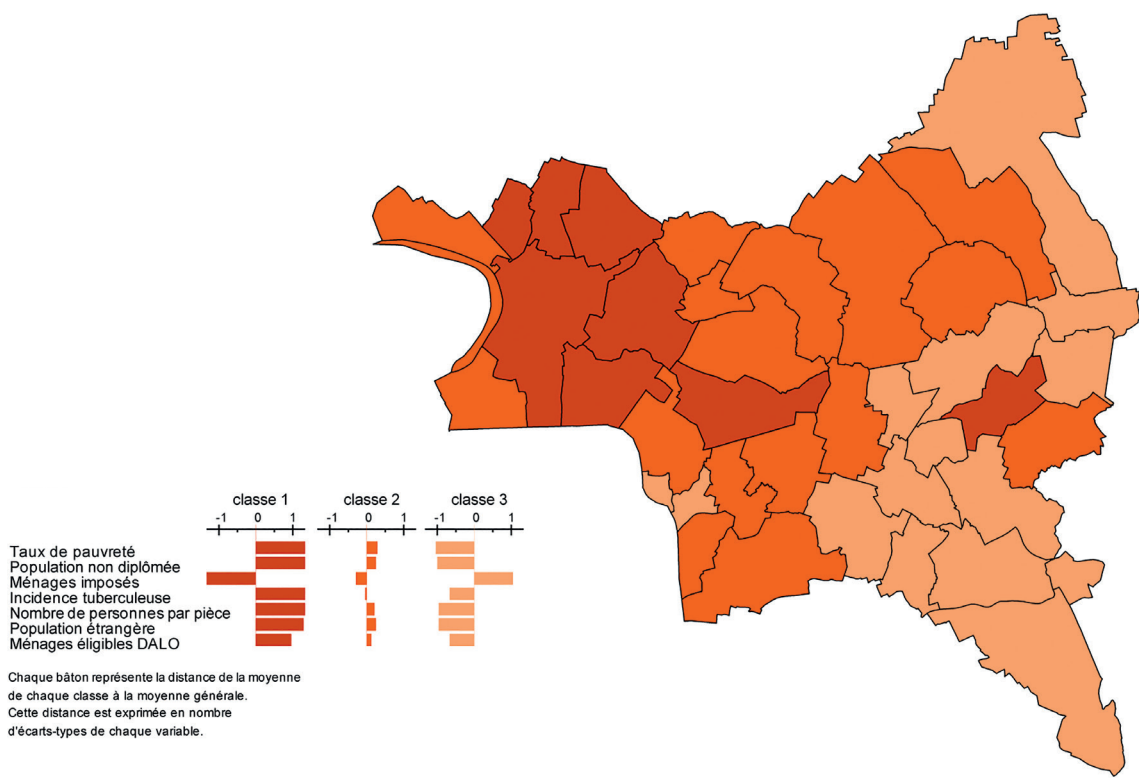 classe 1 classe 2 classe 3
-1 0 1 -1 0 1 -1 0 1
Taux de pauvreté
Population non diplômée
Ménages imposés
Incidence tuberculeuse
Nombre de personnes par pièce
Population étrangère
Ménages éligibles DALO
Chaque bâton représente la distance de la moyenne
de chaque classe à la moyenne générale.
Cette distance est exprimée en nombre
d'écarts-types de chaque variable.